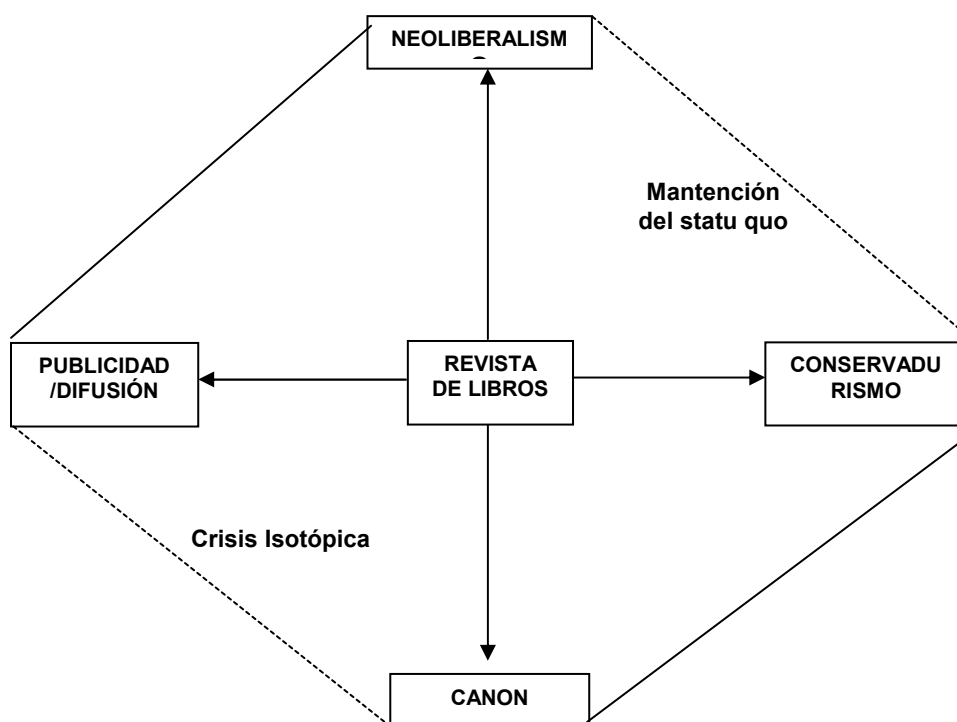 NEOLIBERALISM
Mantención
del statu quo
PUBLICIDAD
/DIFUSIÓN
REVISTA
DE LIBROS
CONSERVADU
RISMO
Crisis Isotópica
CANON